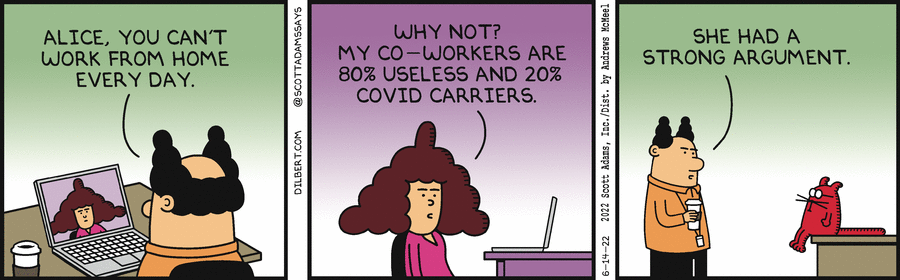 ALICE, YOU CAN'T
WORK FROM HOME
EVERY DAY.
DILBERT.COM @SCOTTADAMSSAYS
WHY NOT?
MY CO-WORKERS ARE
80% USELESS AND 20%
COVID CARRIERS.
6-14-22 2022 Scott Adams, Inc./Dist. by Andrews McMeel
SHE HAD A
STRONG ARGUMENT.